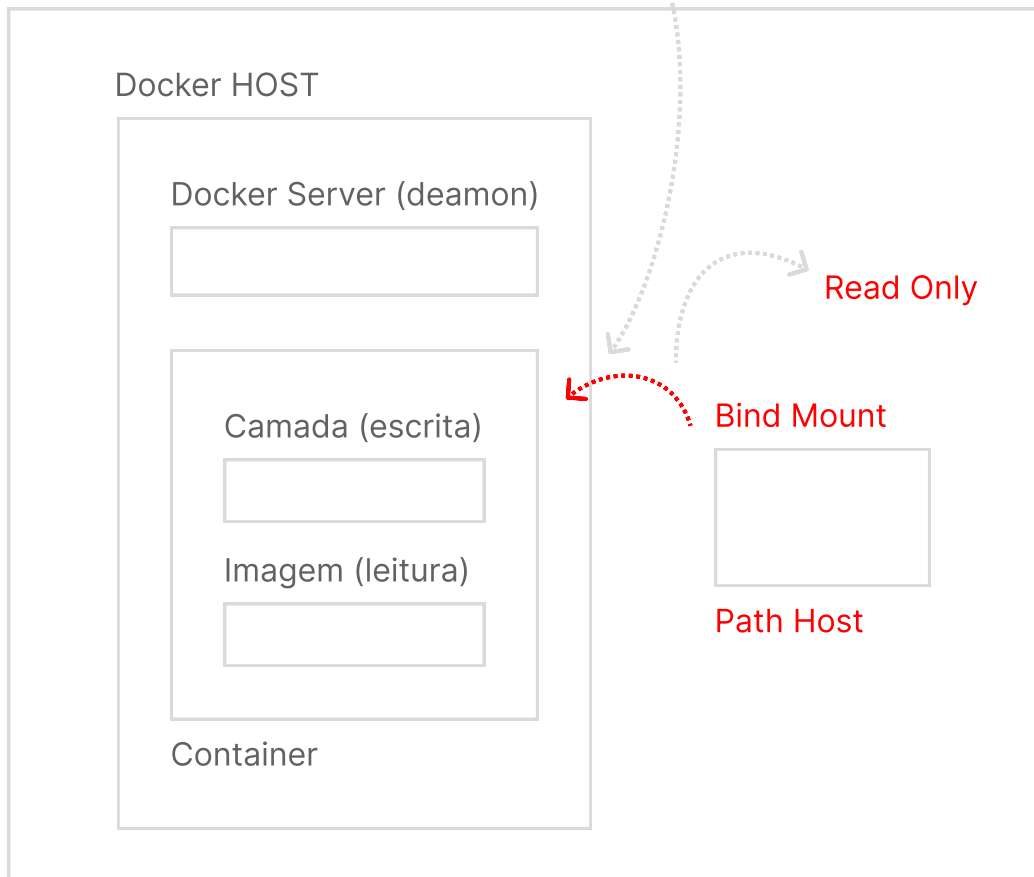 Docker HOST
Docker Server (deamon)
Read Only
Bind Mount
Camada (escrita)
Imagem (leitura)
Path Host
Container